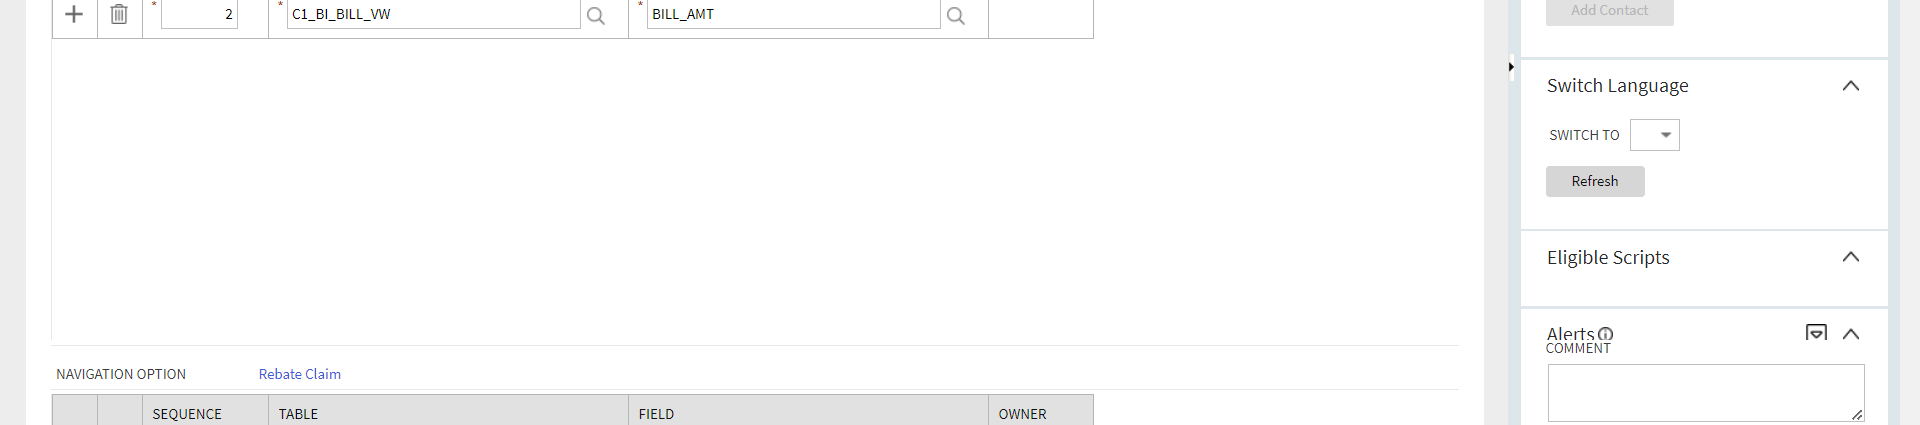 * 2 * C1_BI_BILL_VW * BILL_AMT
NAVIGATION OPTION Rebate Claim
SEQUENCE TABLE FIELD OWNER
Add Contact
Switch Language
SWITCH TO
Refresh
Eligible Scripts
Alerts
COMMENT